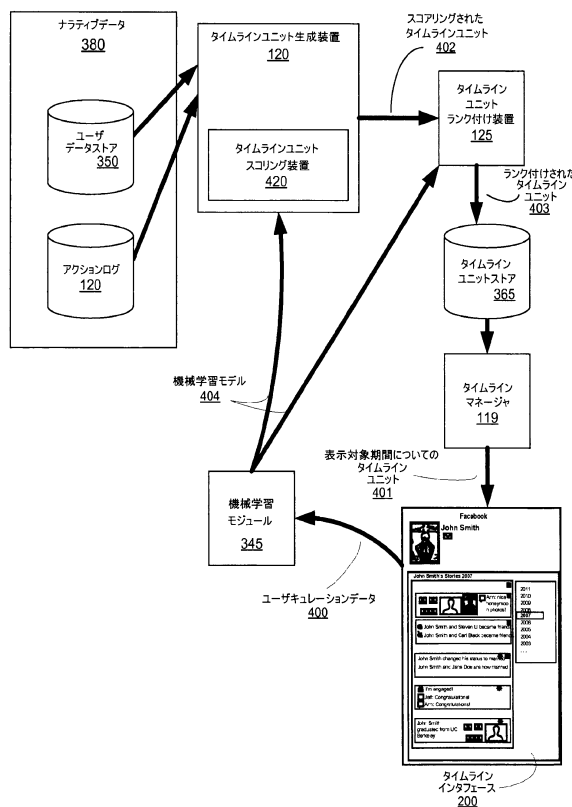 ナラティブデータ
380
ユーザ
データストア
350
アクションログ
120
タイムラインユニット生成装置
120
タイムラインユニット
スコリング装置
420
スコアリングされた
タイムラインユニット
402
タイムライン
ユニット
ランク付け装置
125
ランク付けされた
タイムライン
ユニット
403
タイムライン
ユニットストア
365
タイムライン
マネージャ
119
表示対象期間についての
タイムライン
ユニット
401
機械学習モデル
404
機械学習
モジュール
345
ユーザキュレーションデータ
400
Facebook
John Smith
John Smith's Stories 2007
Ann: nice
honeymoon
photos!
John Smith and Steven Li became friends
John Smith and Carl Black became friends
John Smith changed his status to married
John Smith and Jane Doe are now married
I'm engaged!
Jeff: Congratulations!
Ann: Congratulations!
John Smith
graduated from UC
Berkeley
2011
2010
2009
2008
2007
2006
2005
2004
2003
...
タイムライン
インタフェース
200